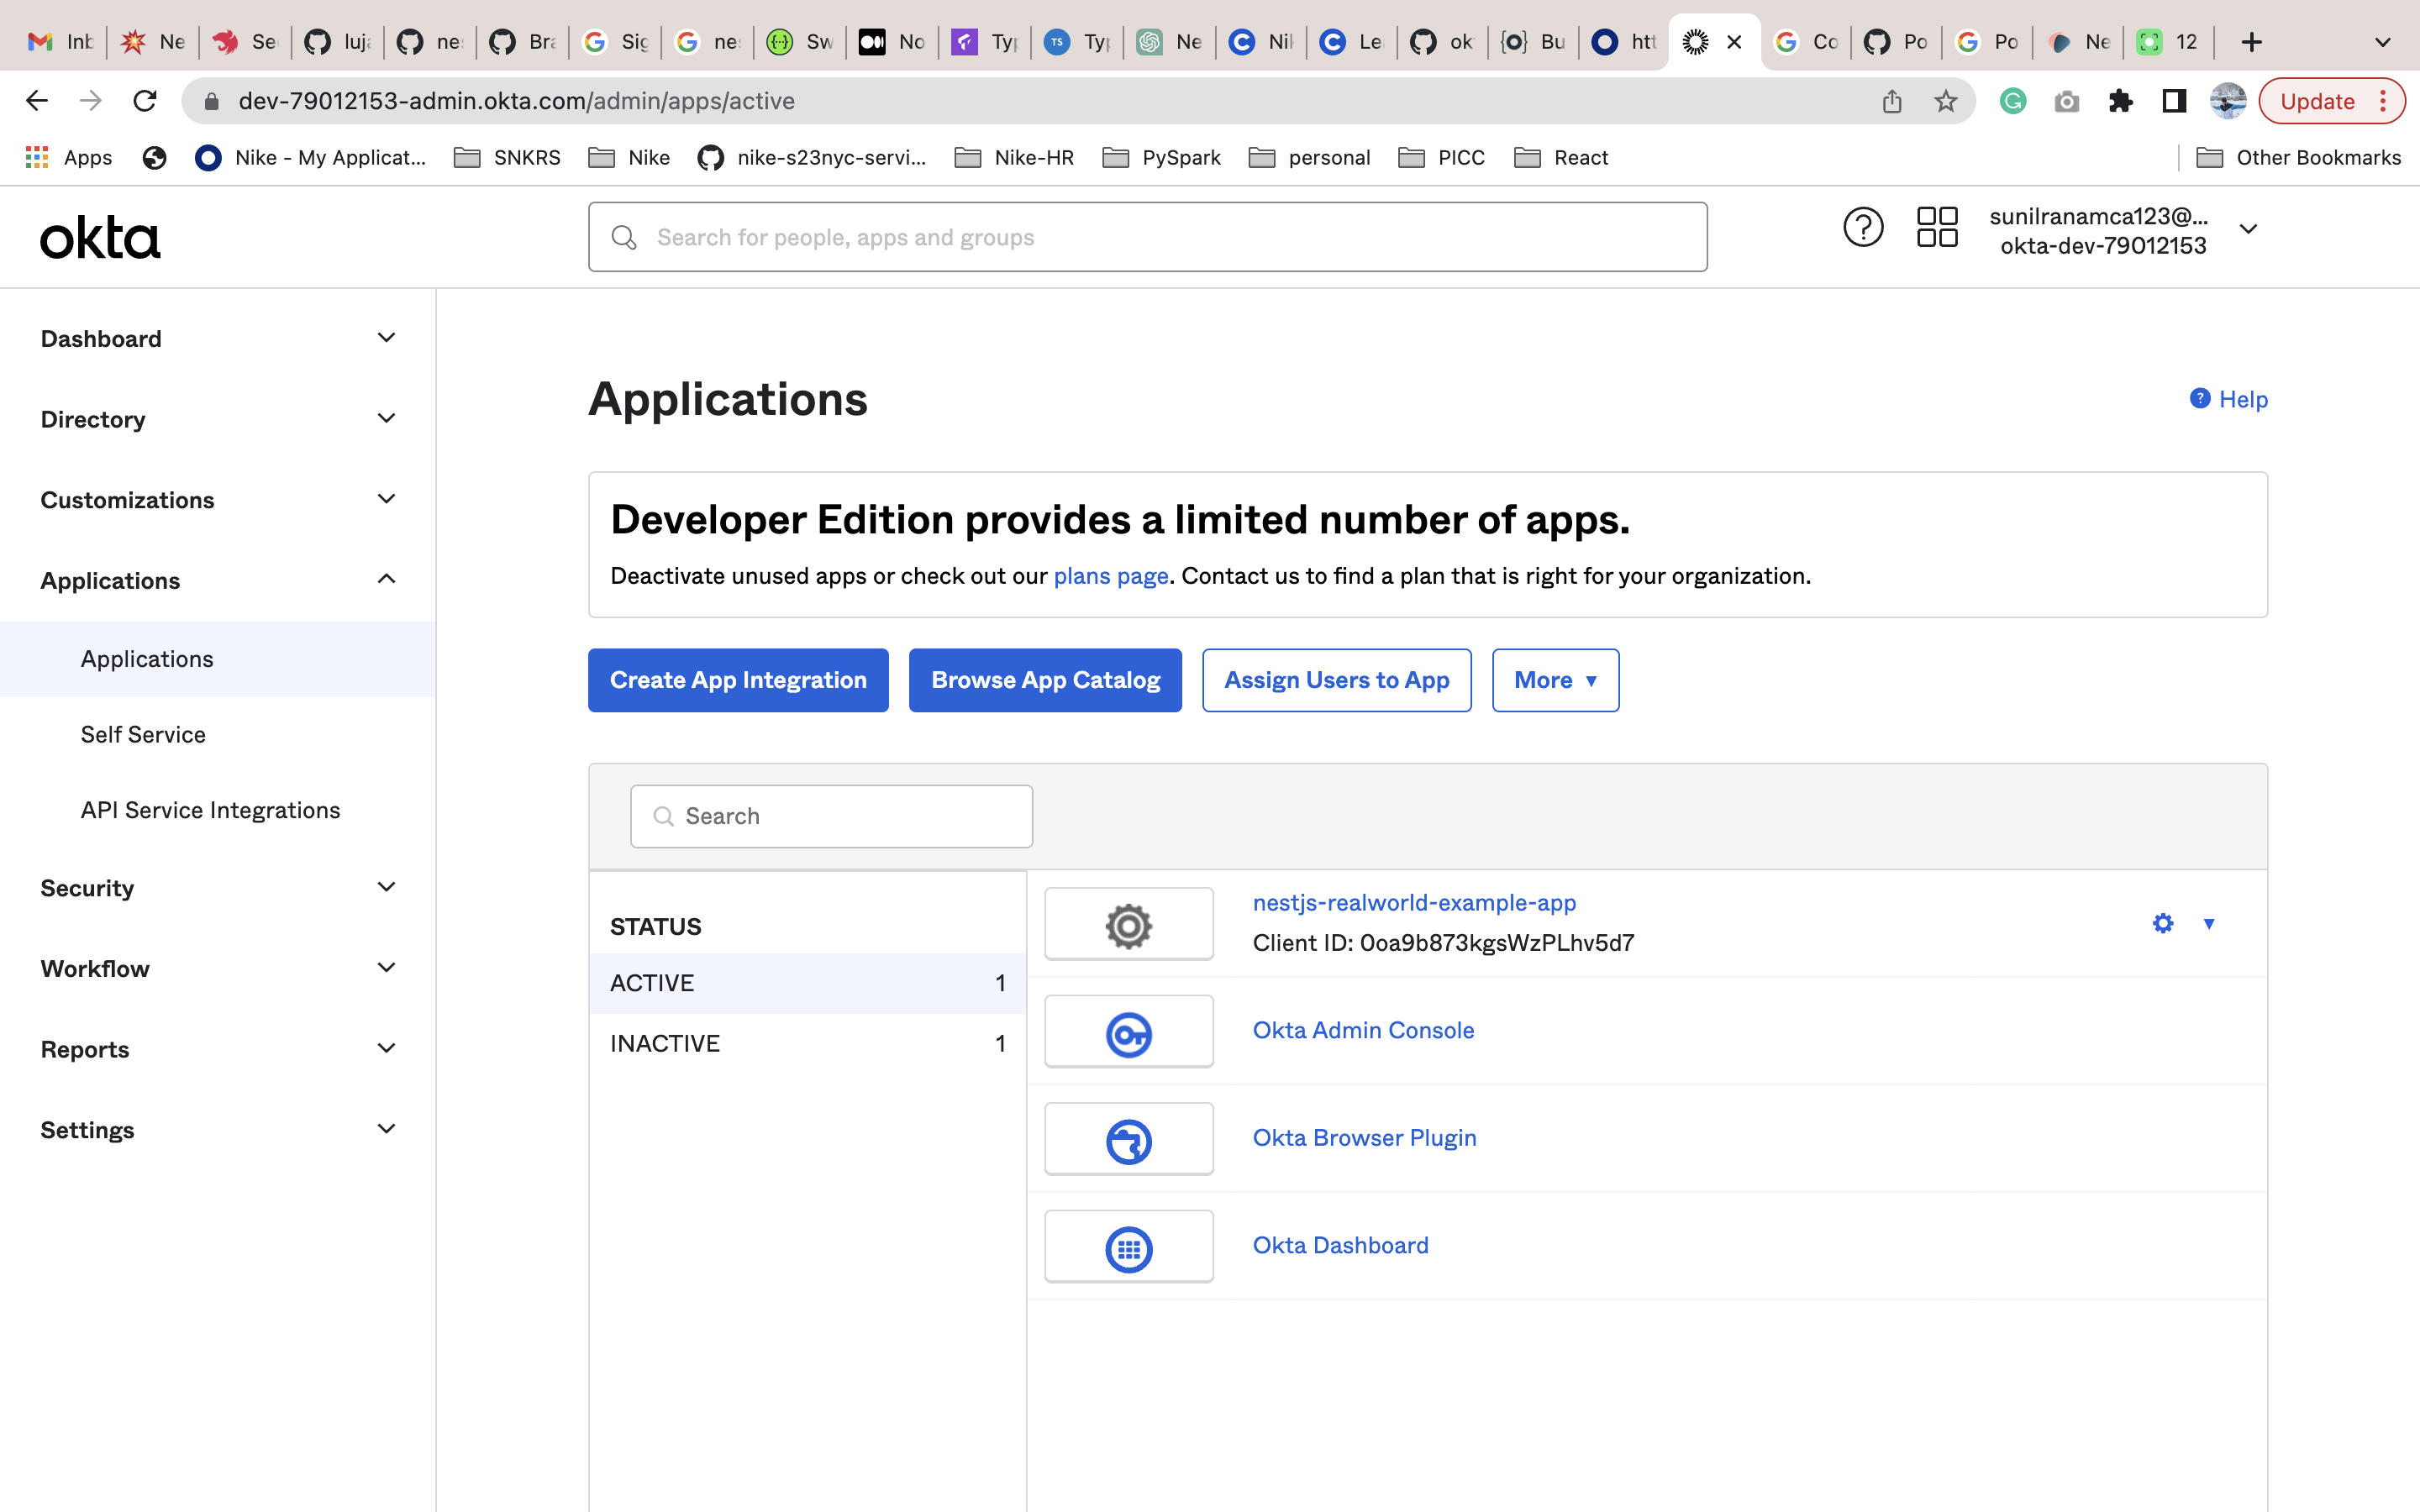 Inb
Ne
Se
luj
ne
Bra
Sig
ne
Sw
No
Typ
TS
Typ
Ne
Nil
Le
ok
Bu
htt
Co
Po
Po
Ne
12
dev-79012153-admin.okta.com/admin/apps/active
Update
Apps
Nike - My Applicat...
SNKRS
Nike
nike-s23nyc-servi...
Nike-HR
PySpark
personal
PICC
React
Other Bookmarks
okta
Search for people, apps and groups
sunilranamca123@...
okta-dev-79012153
Dashboard
Directory
Customizations
Applications
Applications
Self Service
API Service Integrations
Security
Workflow
Reports
Settings
Applications
Help
Developer Edition provides a limited number of apps.
Deactivate unused apps or check out our plans page. Contact us to find a plan that is right for your organization.
Create App Integration
Browse App Catalog
Assign Users to App
More
Search
STATUS
ACTIVE 1
INACTIVE 1
nestjs-realworld-example-app
Client ID: 0oa9b873kgsWzPLhv5d7
Okta Admin Console
Okta Browser Plugin
Okta Dashboard